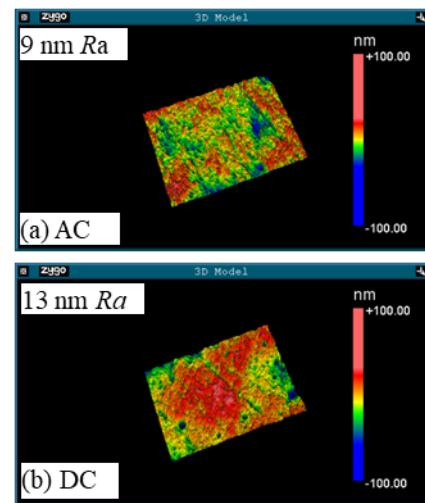 zygo 3D Model
9 nm Ra
nm
+100.00
-100.00
(a) AC
zygo 3D Model
13 nm Ra
nm
+100.00
-100.00
(b) DC